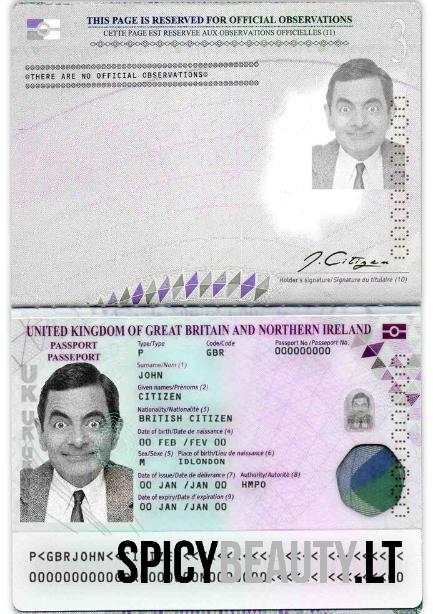 THIS PAGE IS RESERVED FOR OFFICIAL OBSERVATIONS
CETTE PAGE EST RESERVEE AUX OBSERVATIONS OFFICIELLES (11)
THERE ARE NO OFFICIAL OBSERVATIONS
3
J. Citizen
Holder's signature/Signature du titulaire (10)
UNITED KINGDOM OF GREAT BRITAIN AND NORTHERN IRELAND
PASSPORT
PASSEPORT
Type/Type Code/Code Passport No./Passeport No.
P GBR 000000000
Surname/Nom (1)
JOHN
Given names/Prénoms (2)
CITIZEN
Nationality/Nationalité (3)
BRITISH CITIZEN
Date of birth/Date de naissance (4)
00 FEB /FEV 00
Sex/Sexe (5) Place of birth/Lieu de naissance (6)
M IDLONDON
Date of issue/Date de délivrance (7) Authority/Autorité (8)
00 JAN /JAN 00 HMPO
Date of expiry/Date d'expiration (9)
00 JAN /JAN 00
UK UK
SPICYBEAUTY.LT